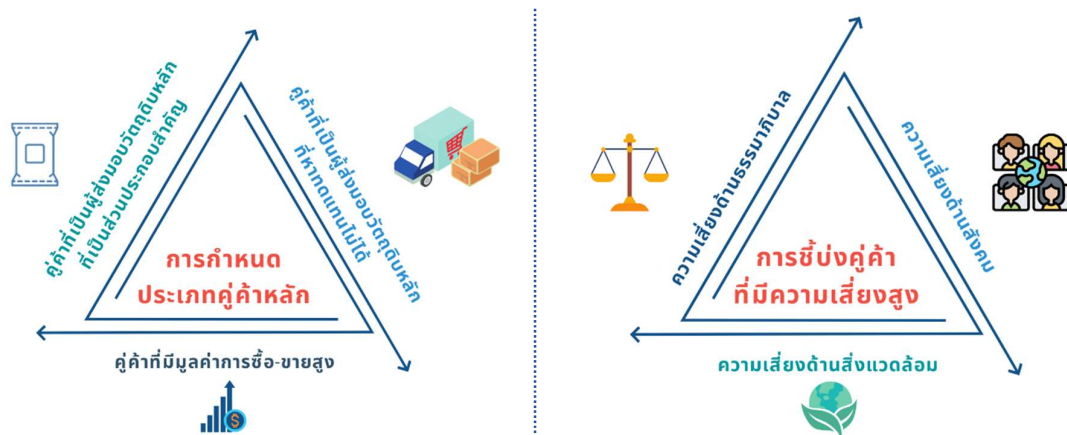 คู่ค้าที่เป็นผู้ส่งมอบวัตถุดิบหลัก
ที่เป็นส่วนประกอบสำคัญ
คู่ค้าที่เป็นผู้ส่งมอบวัตถุดิบหลัก
ที่หาทดแทนไม่ได้
การกำหนด
ประเภทคู่ค้าหลัก
คู่ค้าที่มีมูลค่าการซื้อ-ขายสูง
ความเสี่ยงด้านธรรมาภิบาล
ความเสี่ยงด้านสังคม
การชี้บ่งคู่ค้า
ที่มีความเสี่ยงสูง
ความเสี่ยงด้านสิ่งแวดล้อม